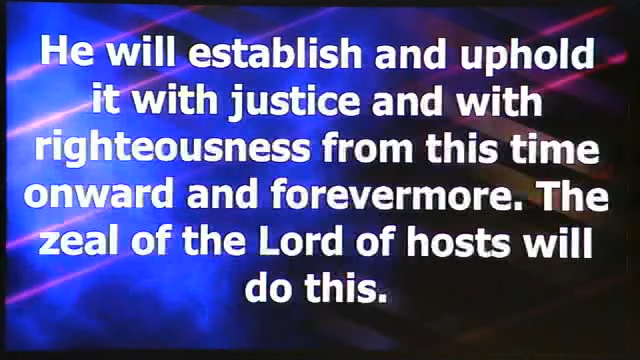 He will establish and uphold
it with justice and with
righteousness from this time
onward and forevermore. The
zeal of the Lord of hosts will
do this.